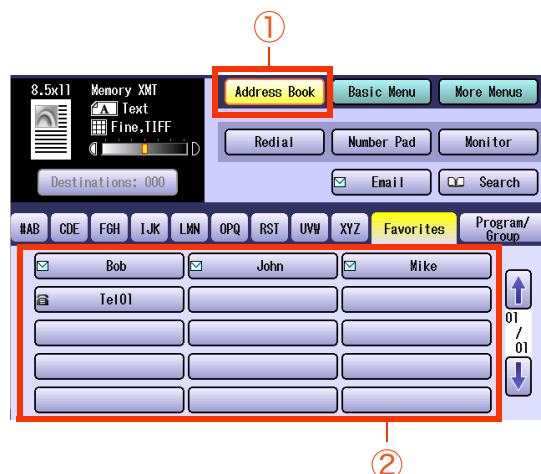 ①
8.5x11 Memory XMT
A Text
Fine,TIFF
Destinations: 000
Address Book Basic Menu More Menus
Redial Number Pad Monitor
Email Search
#AB CDE FGH IJK LMN OPQ RST UVW XYZ Favorites Program/
Group
Bob John Mike
Tel01
01
/
01
②